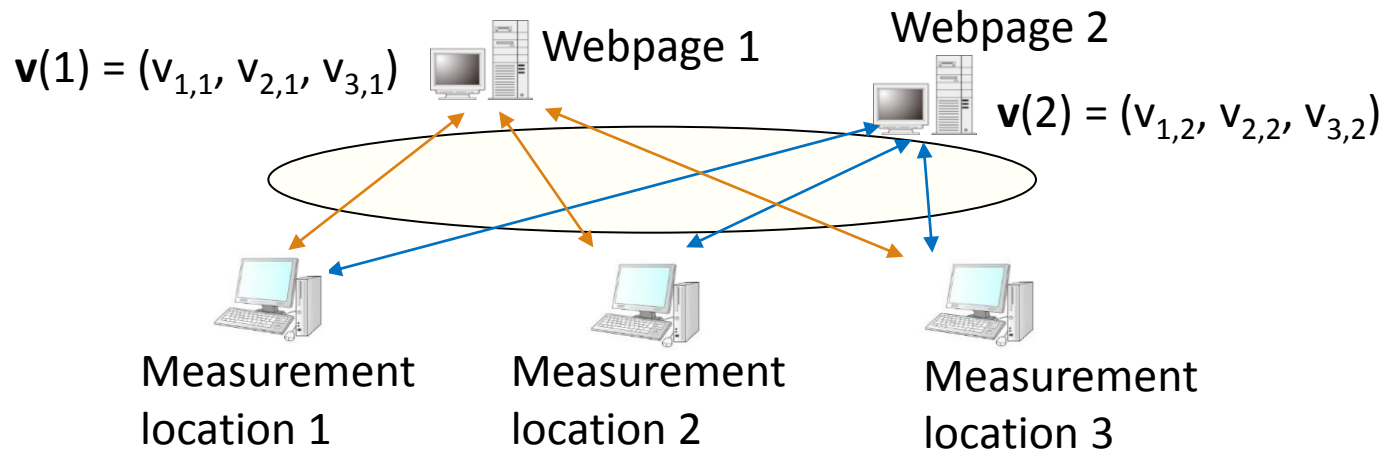 Webpage 1
Webpage 2
v(1) = (v1,1, v2,1, v3,1)
v(2) = (v1,2, v2,2, v3,2)
Measurement
location 1
Measurement
location 2
Measurement
location 3